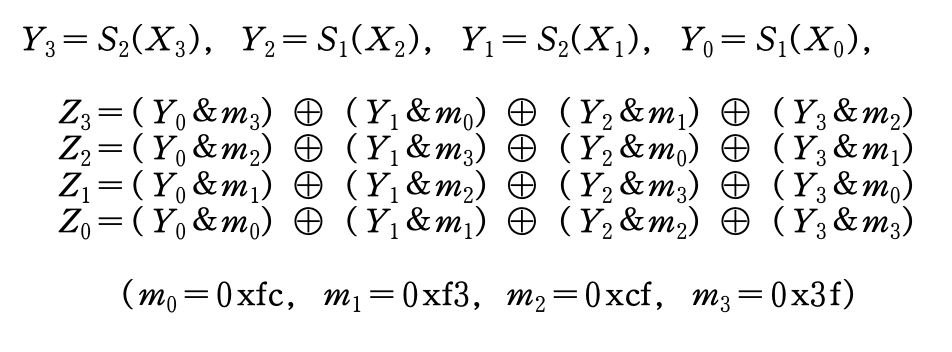 Y₃ = S₂(X₃), Y₂ = S₁(X₂), Y₁ = S₂(X₁), Y₀ = S₁(X₀),
Z₃ = (Y₀ & m₃) ⊕ (Y₁ & m₀) ⊕ (Y₂ & m₁) ⊕ (Y₃ & m₂)
Z₂ = (Y₀ & m₂) ⊕ (Y₁ & m₃) ⊕ (Y₂ & m₀) ⊕ (Y₃ & m₁)
Z₁ = (Y₀ & m₁) ⊕ (Y₁ & m₂) ⊕ (Y₂ & m₃) ⊕ (Y₃ & m₀)
Z₀ = (Y₀ & m₀) ⊕ (Y₁ & m₁) ⊕ (Y₂ & m₂) ⊕ (Y₃ & m₃)
(m₀ = 0xfc, m₁ = 0xf3, m₂ = 0xcf, m₃ = 0x3f)